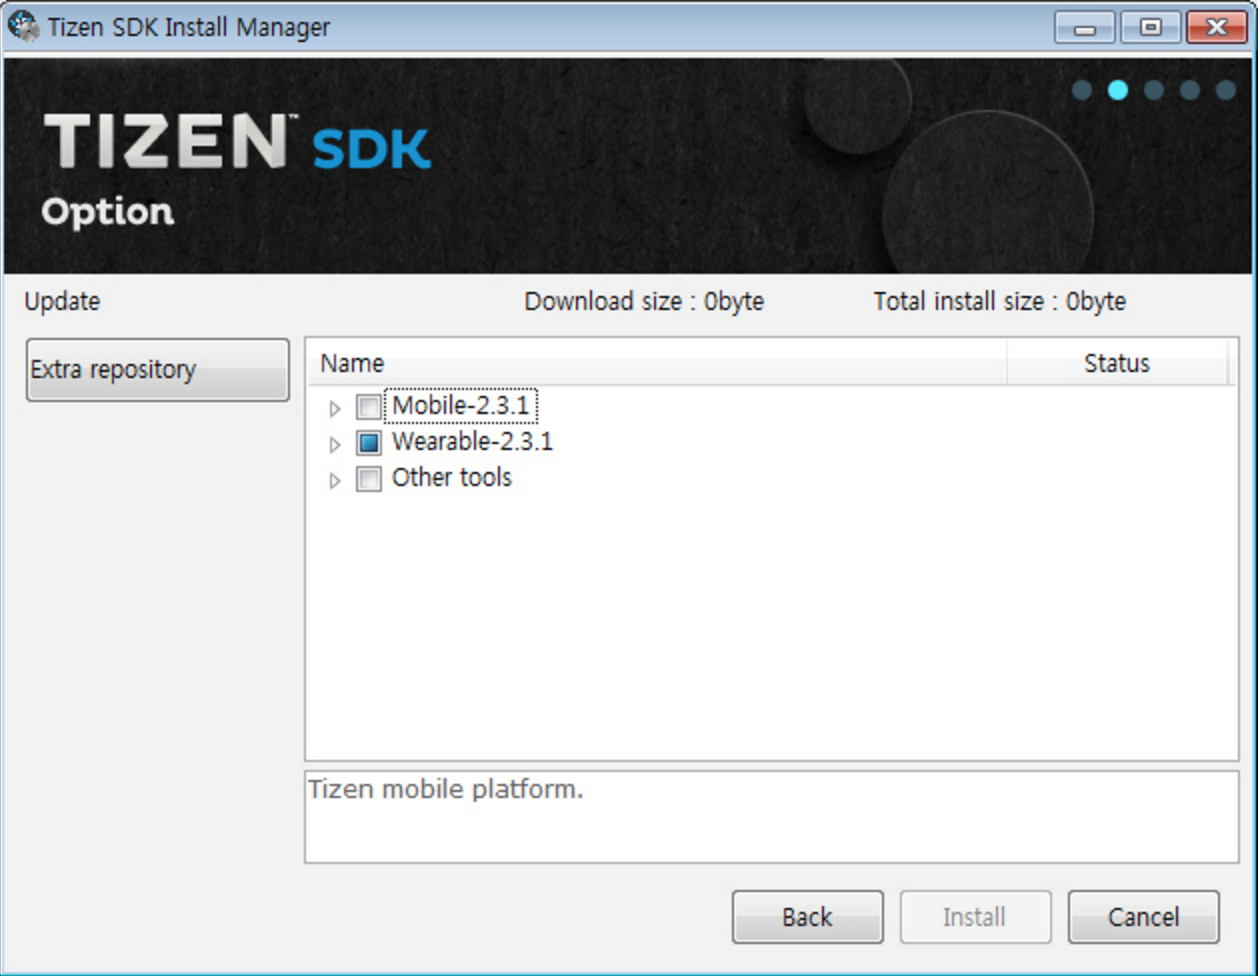 Tizen SDK Install Manager
TIZEN™ SDK
Option
Update Download size : 0byte Total install size : 0byte
Extra repository
Name Status
Mobile-2.3.1
Wearable-2.3.1
Other tools
Tizen mobile platform.
Back Install Cancel